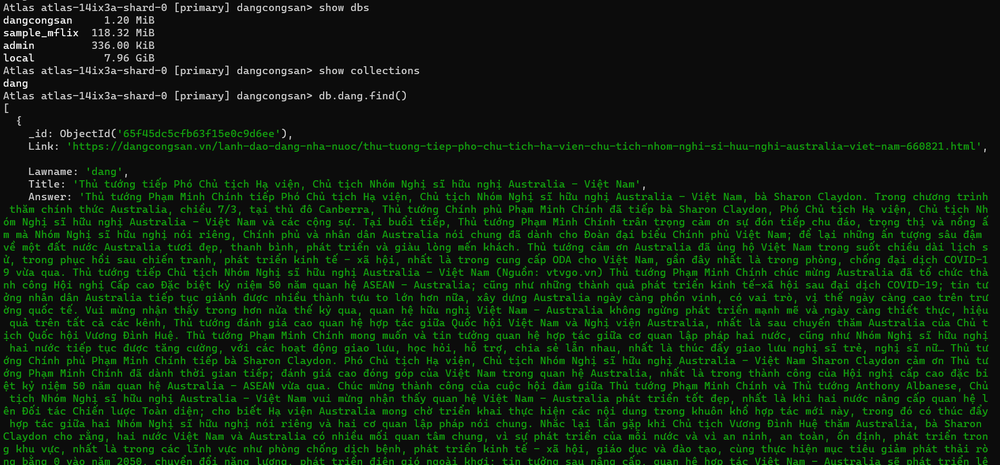 Atlas atlas-14ix3a-shard-0 [primary] dangcongsan> show dbs
dangcongsan     1.20 MiB
sample_mflix  118.32 MiB
admin         336.00 KiB
local           7.96 GiB
Atlas atlas-14ix3a-shard-0 [primary] dangcongsan> show collections
dang
Atlas atlas-14ix3a-shard-0 [primary] dangcongsan> db.dang.find()
[
  {
    _id: ObjectId('65f45dc5cfb63f15e0c9d6ee'),
    Link: 'https://dangcongsan.vn/lanh-dao-dang-nha-nuoc/thu-tuong-tiep-pho-chu-tich-ha-vien-chu-tich-nhom-nghi-si-huu-nghi-australia-viet-nam-660821.html',
    Lawname: 'dang',
    Title: 'Thủ tướng tiếp Phó Chủ tịch Hạ viện, Chủ tịch Nhóm Nghị sĩ hữu nghị Australia - Việt Nam',
    Answer: 'Thủ tướng Phạm Minh Chính tiếp Phó Chủ tịch Hạ viện, Chủ tịch Nhóm Nghị sĩ hữu nghị Australia - Việt Nam, bà Sharon Claydon. Trong chương trình
 thăm chính thức Australia, chiều 7/3, tại thủ đô Canberra, Thủ tướng Chính phủ Phạm Minh Chính đã tiếp bà Sharon Claydon, Phó Chủ tịch Hạ viện, Chủ tịch Nh
óm Nghị sĩ hữu nghị Australia - Việt Nam và các cộng sự. Tại buổi tiếp, Thủ tướng Phạm Minh Chính trân trọng cảm ơn sự đón tiếp chu đáo, trọng thị và nồng ấ
m mà Nhóm Nghị sĩ hữu nghị nói riêng, Chính phủ và nhân dân Australia nói chung đã dành cho Đoàn đại biểu Chính phủ Việt Nam; để lại những ấn tượng sâu đậm
về một đất nước Australia tươi đẹp, thanh bình, phát triển và giàu lòng mến khách. Thủ tướng cảm ơn Australia đã ủng hộ Việt Nam trong suốt chiều dài lịch s
ử, trong phục hồi sau chiến tranh, phát triển kinh tế - xã hội, nhất là trong cung cấp ODA cho Việt Nam, gần đây nhất là trong phòng, chống đại dịch COVID-1
9 vừa qua. Thủ tướng tiếp Chủ tịch Nhóm Nghị sĩ hữu nghị Australia - Việt Nam (Nguồn: vtvgo.vn) Thủ tướng Phạm Minh Chính chúc mừng Australia đã tổ chức thà
nh công Hội nghị Cấp cao Đặc biệt kỷ niệm 50 năm quan hệ ASEAN - Australia; cũng như những thành quả phát triển kinh tế-xã hội sau đại dịch COVID-19; tin tư
ởng nhân dân Australia tiếp tục giành được nhiều thành tựu to lớn hơn nữa, xây dựng Australia ngày càng phồn vinh, có vai trò, vị thế ngày càng cao trên trư
ờng quốc tế. Vui mừng nhận thấy trong hơn nửa thế kỷ qua, quan hệ hữu nghị Việt Nam - Australia không ngừng phát triển mạnh mẽ và ngày càng thiết thực, hiệu
 quả trên tất cả các kênh, Thủ tướng đánh giá cao quan hệ hợp tác giữa Quốc hội Việt Nam và Nghị viện Australia, nhất là sau chuyến thăm Australia của Chủ t
ịch Quốc hội Vương Đình Huệ. Thủ tướng Phạm Minh Chính mong muốn và tin tưởng quan hệ hợp tác giữa cơ quan lập pháp hai nước, cũng như Nhóm Nghị sĩ hữu nghị
 hai nước tiếp tục được tăng cường, với các hoạt động giao lưu, học hỏi, hỗ trợ, chia sẻ lẫn nhau, nhất là thúc đẩy giao lưu nghị sĩ trẻ, nghị sĩ nữ… Thủ tư
ớng Chính phủ Phạm Minh Chính tiếp bà Sharon Claydon. Phó Chủ tịch Hạ viện, Chủ tịch Nhóm Nghị sĩ hữu nghị Australia - Việt Nam Sharon Claydon cảm ơn Thủ tư
ớng Phạm Minh Chính đã dành thời gian tiếp; đánh giá cao đóng góp của Việt Nam trong quan hệ Australia, nhất là trong thành công của Hội nghị cấp cao đặc bi
ệt kỷ niệm 50 năm quan hệ Australia - ASEAN vừa qua. Chúc mừng thành công của cuộc hội đàm giữa Thủ tướng Phạm Minh Chính và Thủ tướng Anthony Albanese, Chủ
 tịch Nhóm Nghị sĩ hữu nghị Australia - Việt Nam vui mừng nhận thấy quan hệ Việt Nam - Australia phát triển tốt đẹp, nhất là khi hai nước nâng cấp quan hệ l
ên Đối tác Chiến lược Toàn diện; cho biết Hạ viện Australia mong chờ triển khai thực hiện các nội dung trong khuôn khổ hợp tác mới này, trong đó có thúc đẩy
 hợp tác giữa hai Nhóm Nghị sĩ hữu nghị nói riêng và hai cơ quan lập pháp nói chung. Nhắc lại lần gặp khi Chủ tịch Vương Đình Huệ thăm Australia, bà Sharon
Claydon cho rằng, hai nước Việt Nam và Australia có nhiều mối quan tâm chung, vì sự phát triển của mỗi nước và vì an ninh, an toàn, ổn định, phát triển tron
g khu vực, nhất là trong các lĩnh vực như phòng chống dịch bệnh, phát triển kinh tế - xã hội, giáo dục và đào tạo, cùng thực hiện mục tiêu giảm phát thải rò
ng bằng 0 vào năm 2050, chuyển đổi năng lượng, phát triển điện gió ngoài khơi; tin tưởng sau nâng cấp, quan hệ hợp tác Việt Nam - Australia sẽ phát triển lê